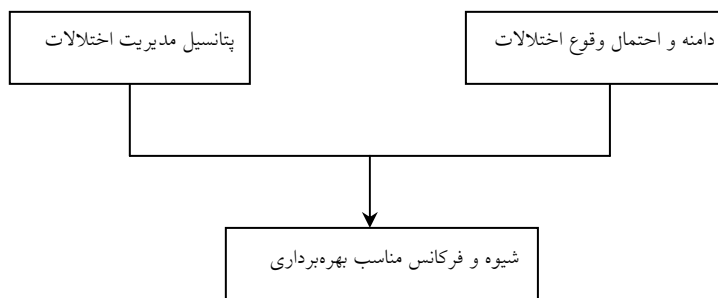 دامنه و احتمال وقوع اختلالات
پتانسیل مدیریت اختلالات
شیوه و فرکانس مناسب بهره‌برداری